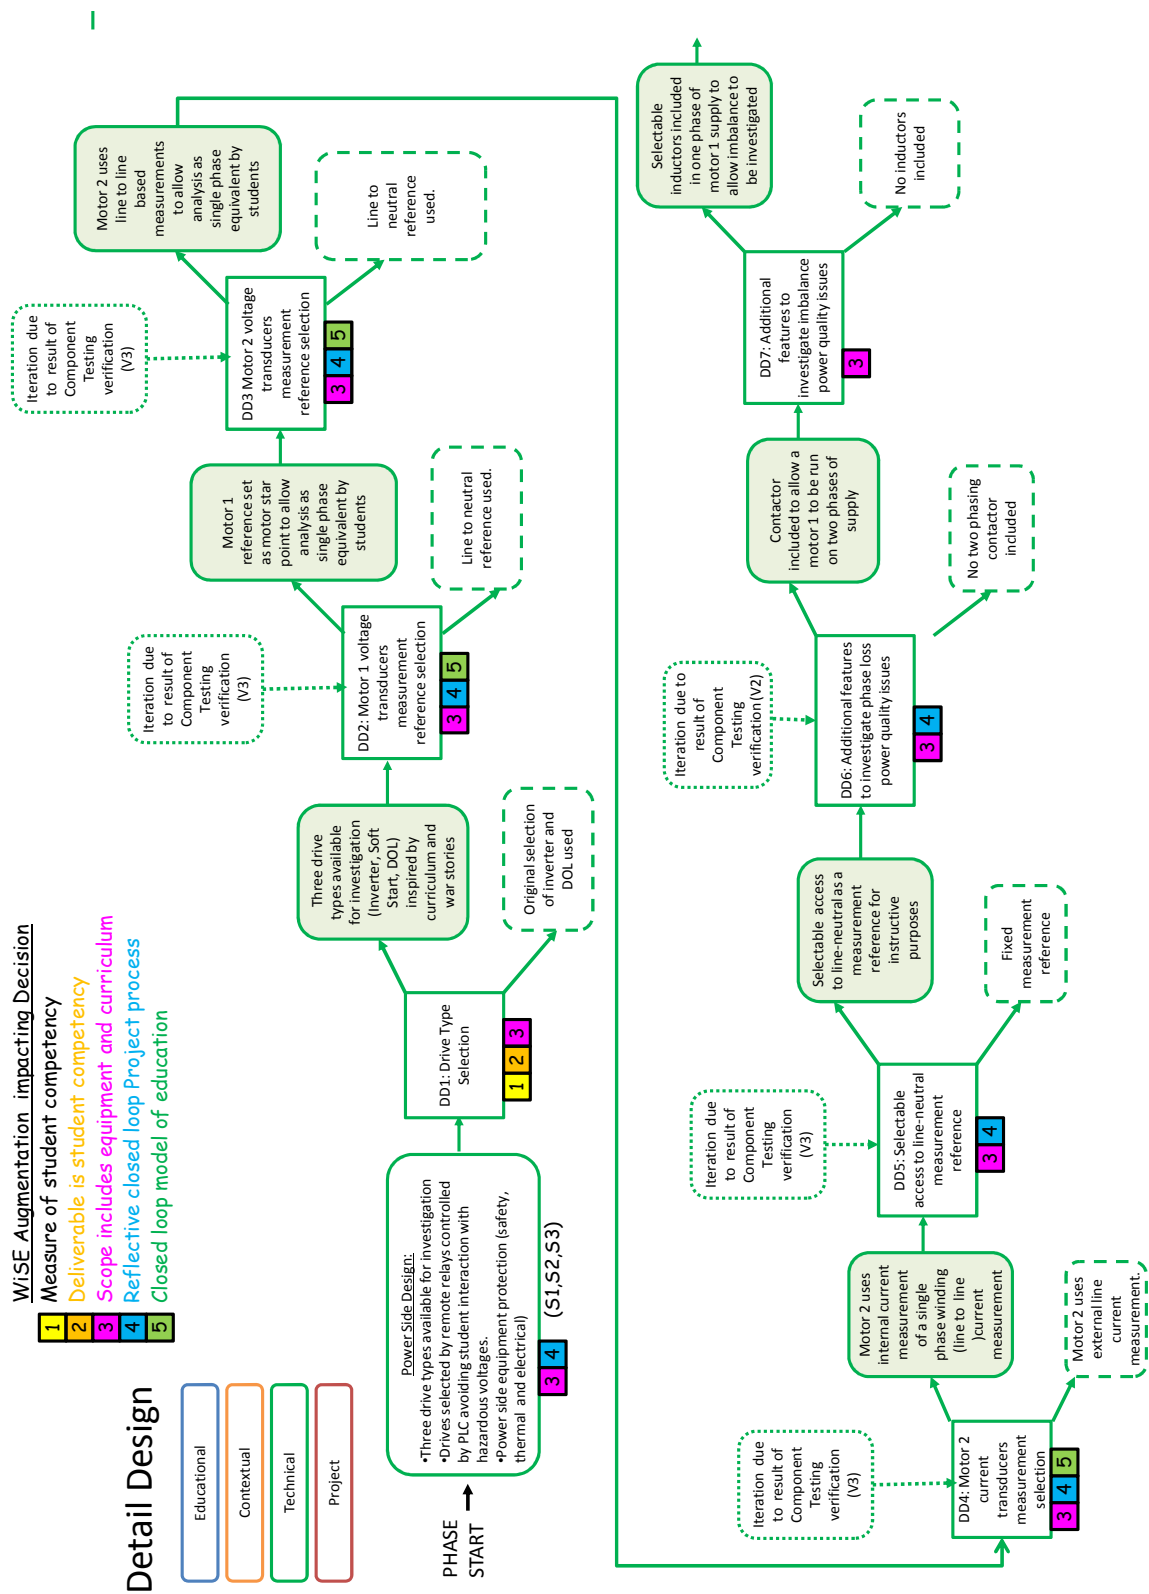 Detail Design
Educational
Contextual
Technical
Project
WiSE Augmentation impacting Decision
1 Measure of student competency
2 Deliverable is student competency
3 Scope includes equipment and curriculum
4 Reflective closed loop Project process
5 Closed loop model of education
PHASE
START
Power Side Design:
•Three drive types available for investigation
•Drives selected by remote relays controlled
by PLC avoiding student interaction with
hazardous voltages.
•Power side equipment protection (safety,
thermal and electrical)
3 4
(S1,S2,S3)
DD1: Drive Type
Selection
1 2 3
Three drive
types available
for investigation
(Inverter, Soft
Start, DOL)
inspired by
curriculum and
war stories
Original selection
of inverter and
DOL used
Iteration due
to result of
Component
Testing
verification
(V3)
DD2: Motor 1 voltage
transducers
measurement
reference selection
3 4 5
Motor 1
reference set
as motor star
point to allow
analysis as
single phase
equivalent by
students
Line to neutral
reference used.
Iteration due
to result of
Component
Testing
verification
(V3)
DD3 Motor 2 voltage
transducers
measurement
reference selection
3 4 5
Motor 2 uses
line to line
based
measurements
to allow
analysis as
single phase
equivalent by
students
Line to
neutral
reference
used.
Iteration due
to result of
Component
Testing
verification
(V3)
DD4: Motor 2
current
transducers
measurement
selection
3 4 5
Motor 2 uses
internal current
measurement
of a single
phase winding
(line to line
)current
measurement
Motor 2 uses
external line
current
measurement.
Iteration due
to result of
Component
Testing
verification
(V3)
DD5: Selectable
access to line-neutral
measurement
reference
3 4
Selectable access
to line-neutral as a
measurement
reference for
instructive
purposes
Fixed
measurement
reference
Iteration due to
result of
Component
Testing
verification (V2)
DD6: Additional features
to investigate phase loss
power quality issues
3 4
Contactor
included to allow a
motor 1 to be run
on two phases of
supply
No two phasing
contactor
included
DD7: Additional
features to
investigate imbalance
power quality issues
3
Selectable
inductors included
in one phase of
motor 1 supply to
allow imbalance to
be investigated
No inductors
included